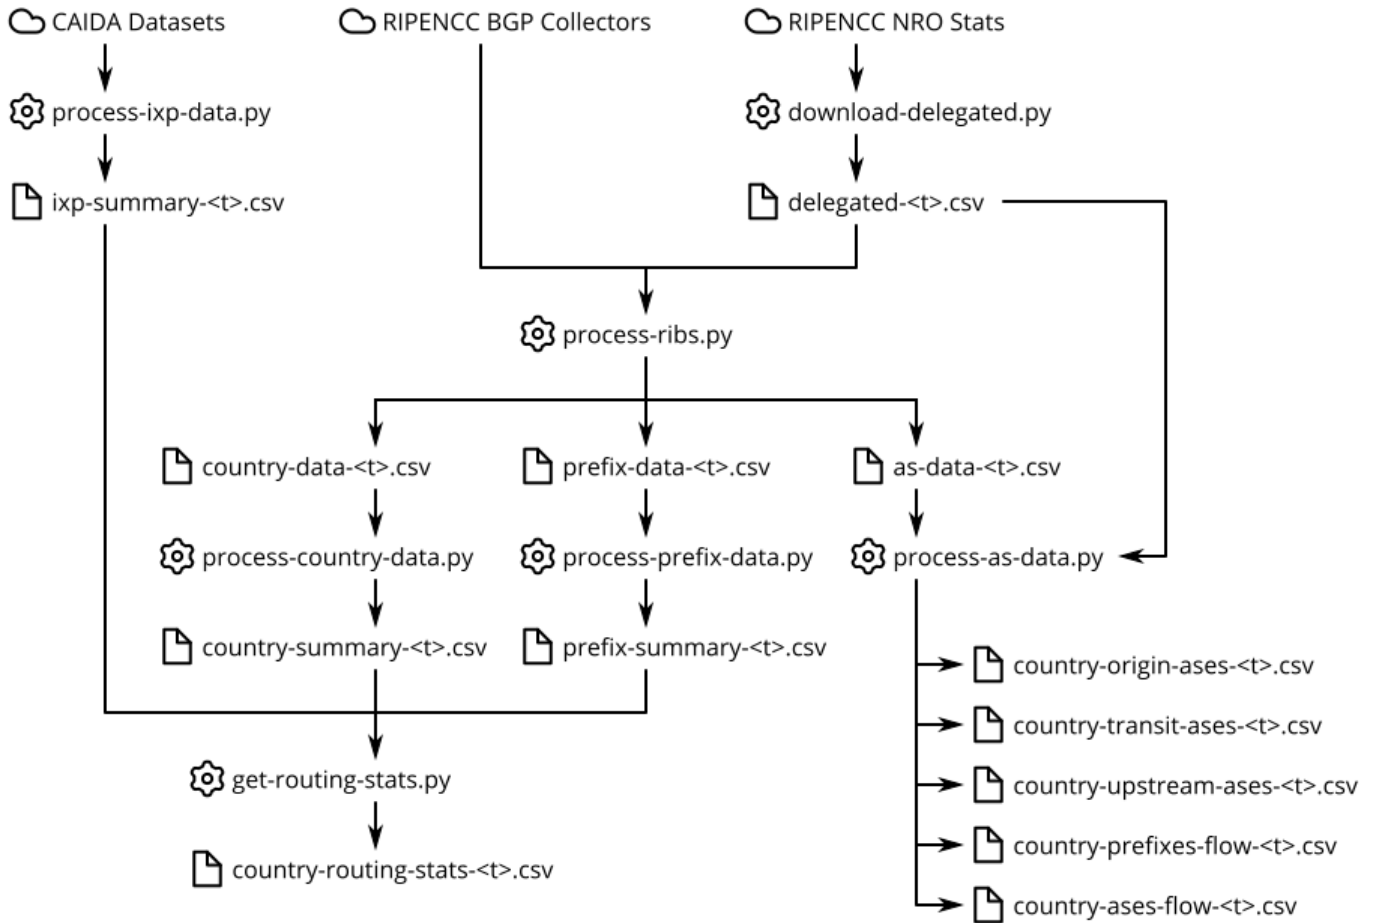 CAIDA Datasets
RIPENCC BGP Collectors
RIPENCC NRO Stats
process-ixp-data.py
download-delegated.py
ixp-summary-<t>.csv
delegated-<t>.csv
process-ribs.py
country-data-<t>.csv
prefix-data-<t>.csv
as-data-<t>.csv
process-country-data.py
process-prefix-data.py
process-as-data.py
country-summary-<t>.csv
prefix-summary-<t>.csv
country-origin-ases-<t>.csv
country-transit-ases-<t>.csv
get-routing-stats.py
country-upstream-ases-<t>.csv
country-prefixes-flow-<t>.csv
country-routing-stats-<t>.csv
country-ases-flow-<t>.csv